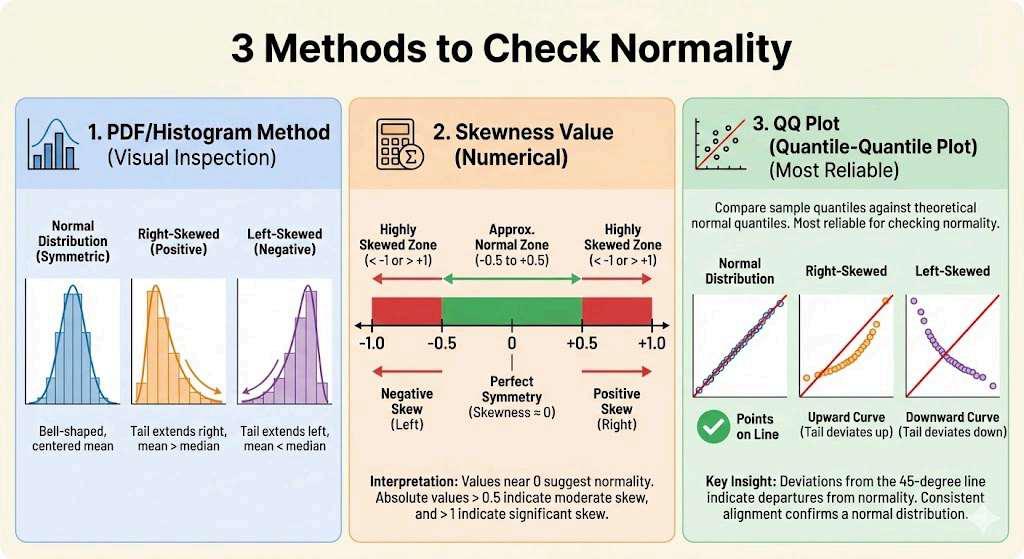 3 Methods to Check Normality
1. PDF/Histogram Method
(Visual Inspection)
Normal
Distribution
(Symmetric)
Right-Skewed
(Positive)
Left-Skewed
(Negative)
Bell-shaped,
centered mean
Tail extends right,
mean > median
Tail extends left,
mean < median
2. Skewness Value
(Numerical)
Σ
Highly
Skewed Zone
(< -1 or > +1)
Approx.
Normal Zone
(-0.5 to +0.5)
Highly
Skewed Zone
(< -1 or > +1)
-1.0
-0.5
0
+0.5
+1.0
Negative
Skew
(Left)
Perfect
Symmetry
(Skewness ≈ 0)
Positive
Skew
(Right)
Interpretation: Values near 0 suggest normality.
Absolute values > 0.5 indicate moderate skew,
and > 1 indicate significant skew.
3. QQ Plot
(Quantile-Quantile Plot)
(Most Reliable)
Compare sample quantiles against theoretical
normal quantiles. Most reliable for checking normality.
Normal
Distribution
Right-Skewed
Left-Skewed
Points
on Line
Upward Curve
(Tail deviates up)
Downward Curve
(Tail deviates down)
Key Insight: Deviations from the 45-degree line
indicate departures from normality. Consistent
alignment confirms a normal distribution.